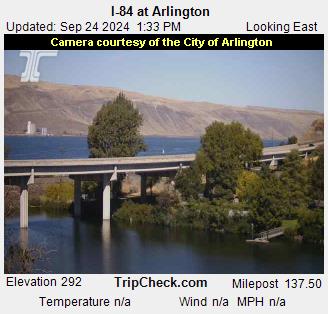 I-84 at Arlington
Updated: Sep 24 2024 1:33 PM Looking East
Camera courtesy of the City of Arlington
Elevation 292 TripCheck.com Milepost 137.50
Temperature n/a Wind n/a MPH n/a